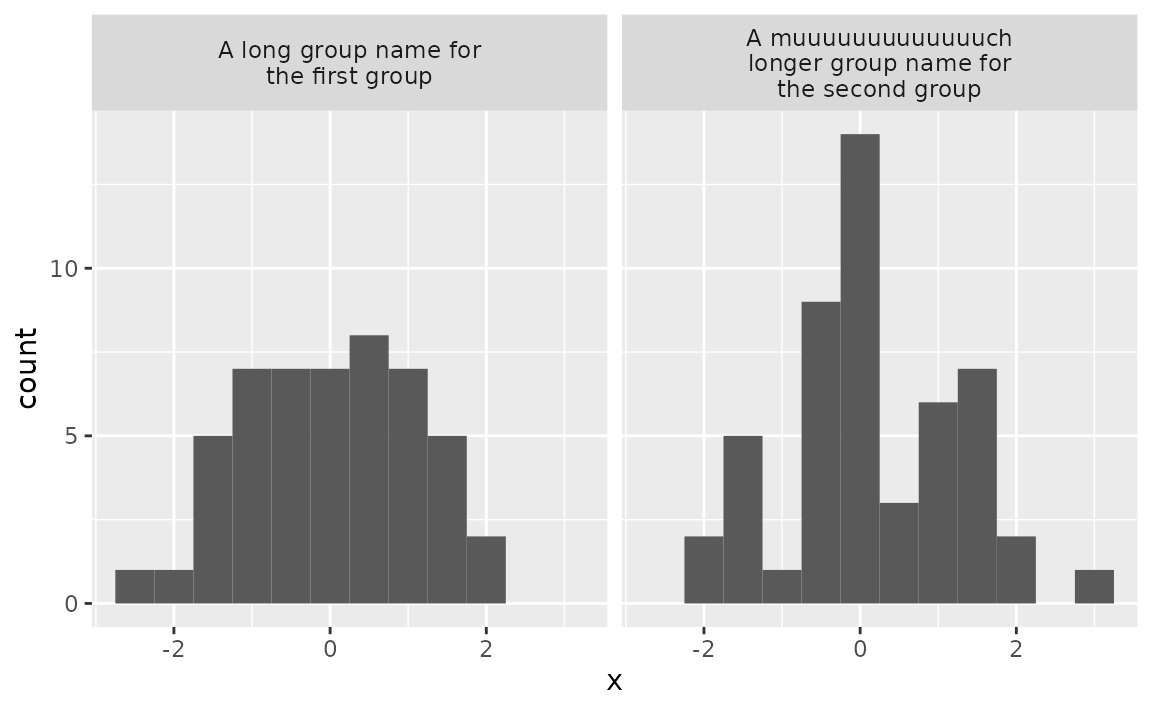 A long group name for
the first group
A muuuuuuuuuuuuuuch
longer group name for
the second group
count
10
5
0
-2 0 2
-2 0 2
x